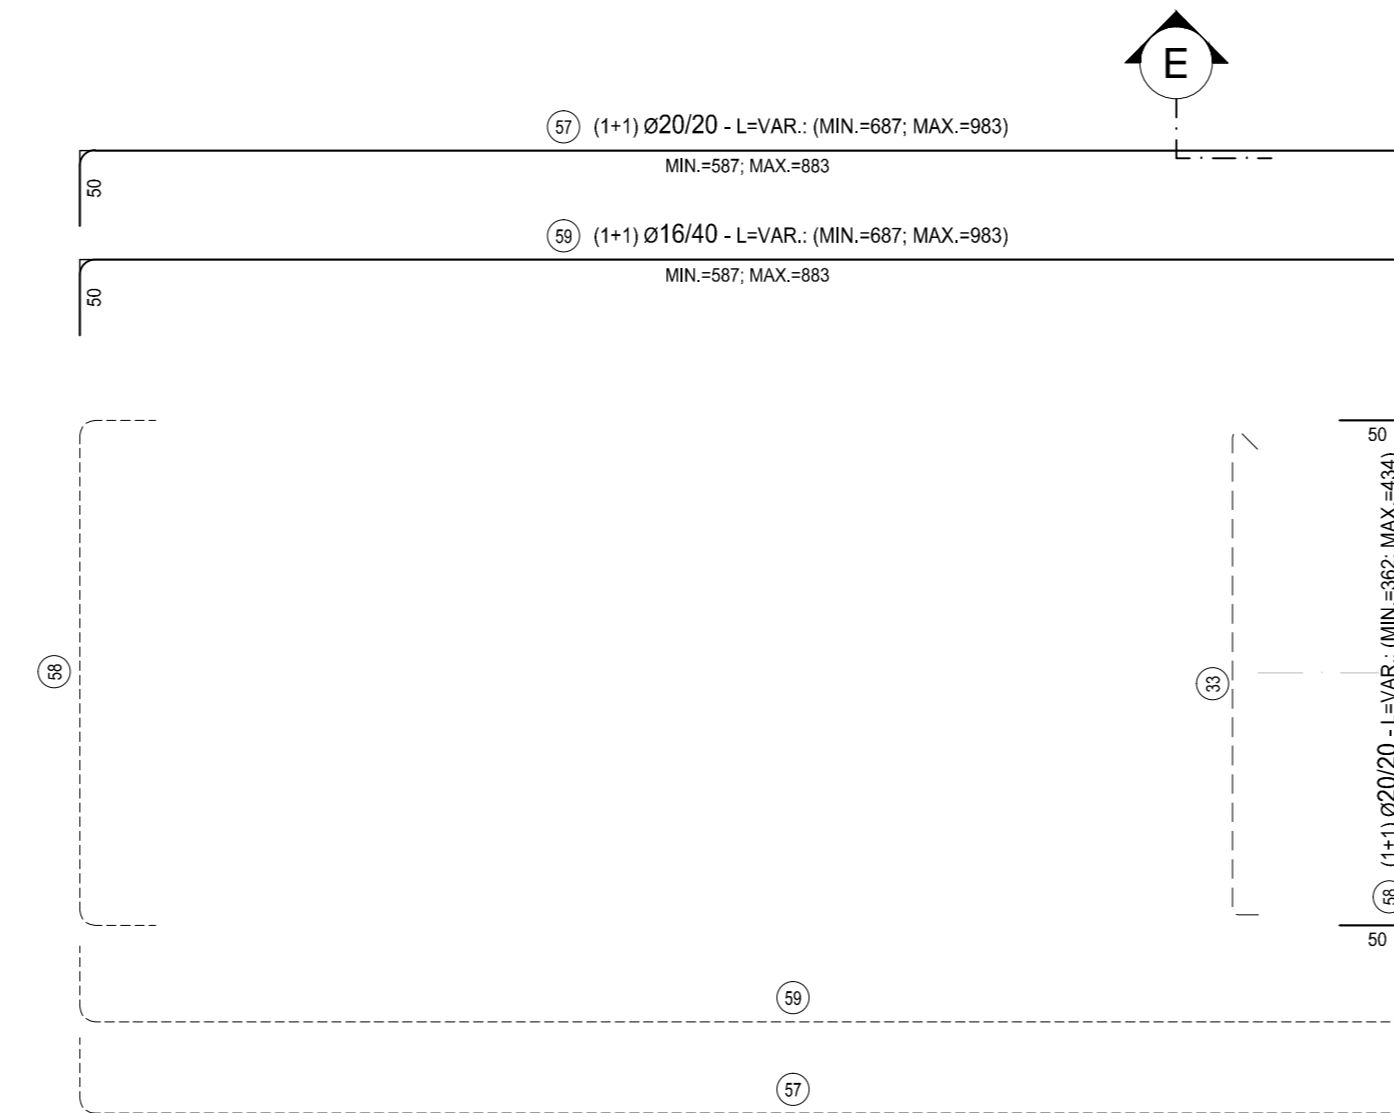 E
57 (1+1) Ø20/20 - L=VAR.: (MIN.=687; MAX.=983)
MIN.=587; MAX.=883
50
59 (1+1) Ø16/40 - L=VAR.: (MIN.=687; MAX.=983)
MIN.=587; MAX.=883
50
50
58
33
58 (1+1) Ø20/20 - L=VAR.: (MIN.=362; MAX.=434)
50
59
57